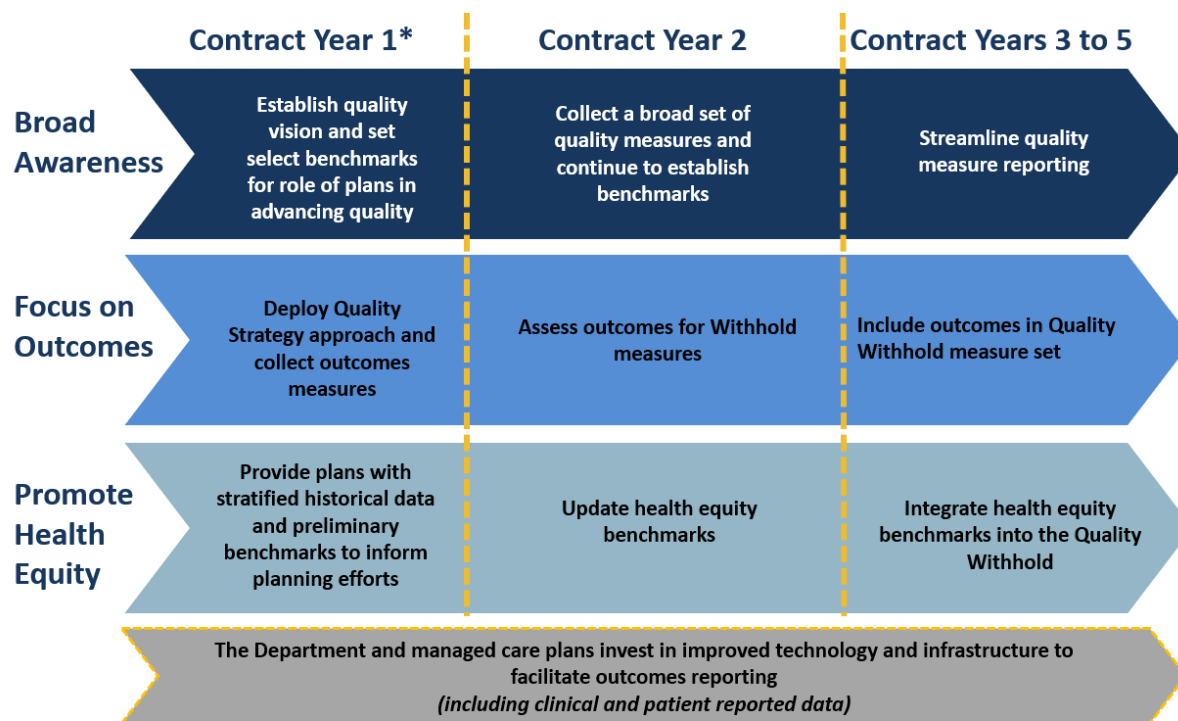 Contract Year 1*
Contract Year 2
Contract Years 3 to 5
Broad
Awareness
Establish quality
vision and set
select benchmarks
for role of plans in
advancing quality
Collect a broad set of
quality measures and
continue to establish
benchmarks
Streamline quality
measure reporting
Focus on
Outcomes
Deploy Quality
Strategy approach and
collect outcomes
measures
Assess outcomes for Withhold
measures
Include outcomes in Quality
Withhold measure set
Promote
Health
Equity
Provide plans with
stratified historical data
and preliminary
benchmarks to inform
planning efforts
Update health equity
benchmarks
Integrate health equity
benchmarks into the Quality
Withhold
The Department and managed care plans invest in improved technology and infrastructure to
facilitate outcomes reporting
(including clinical and patient reported data)